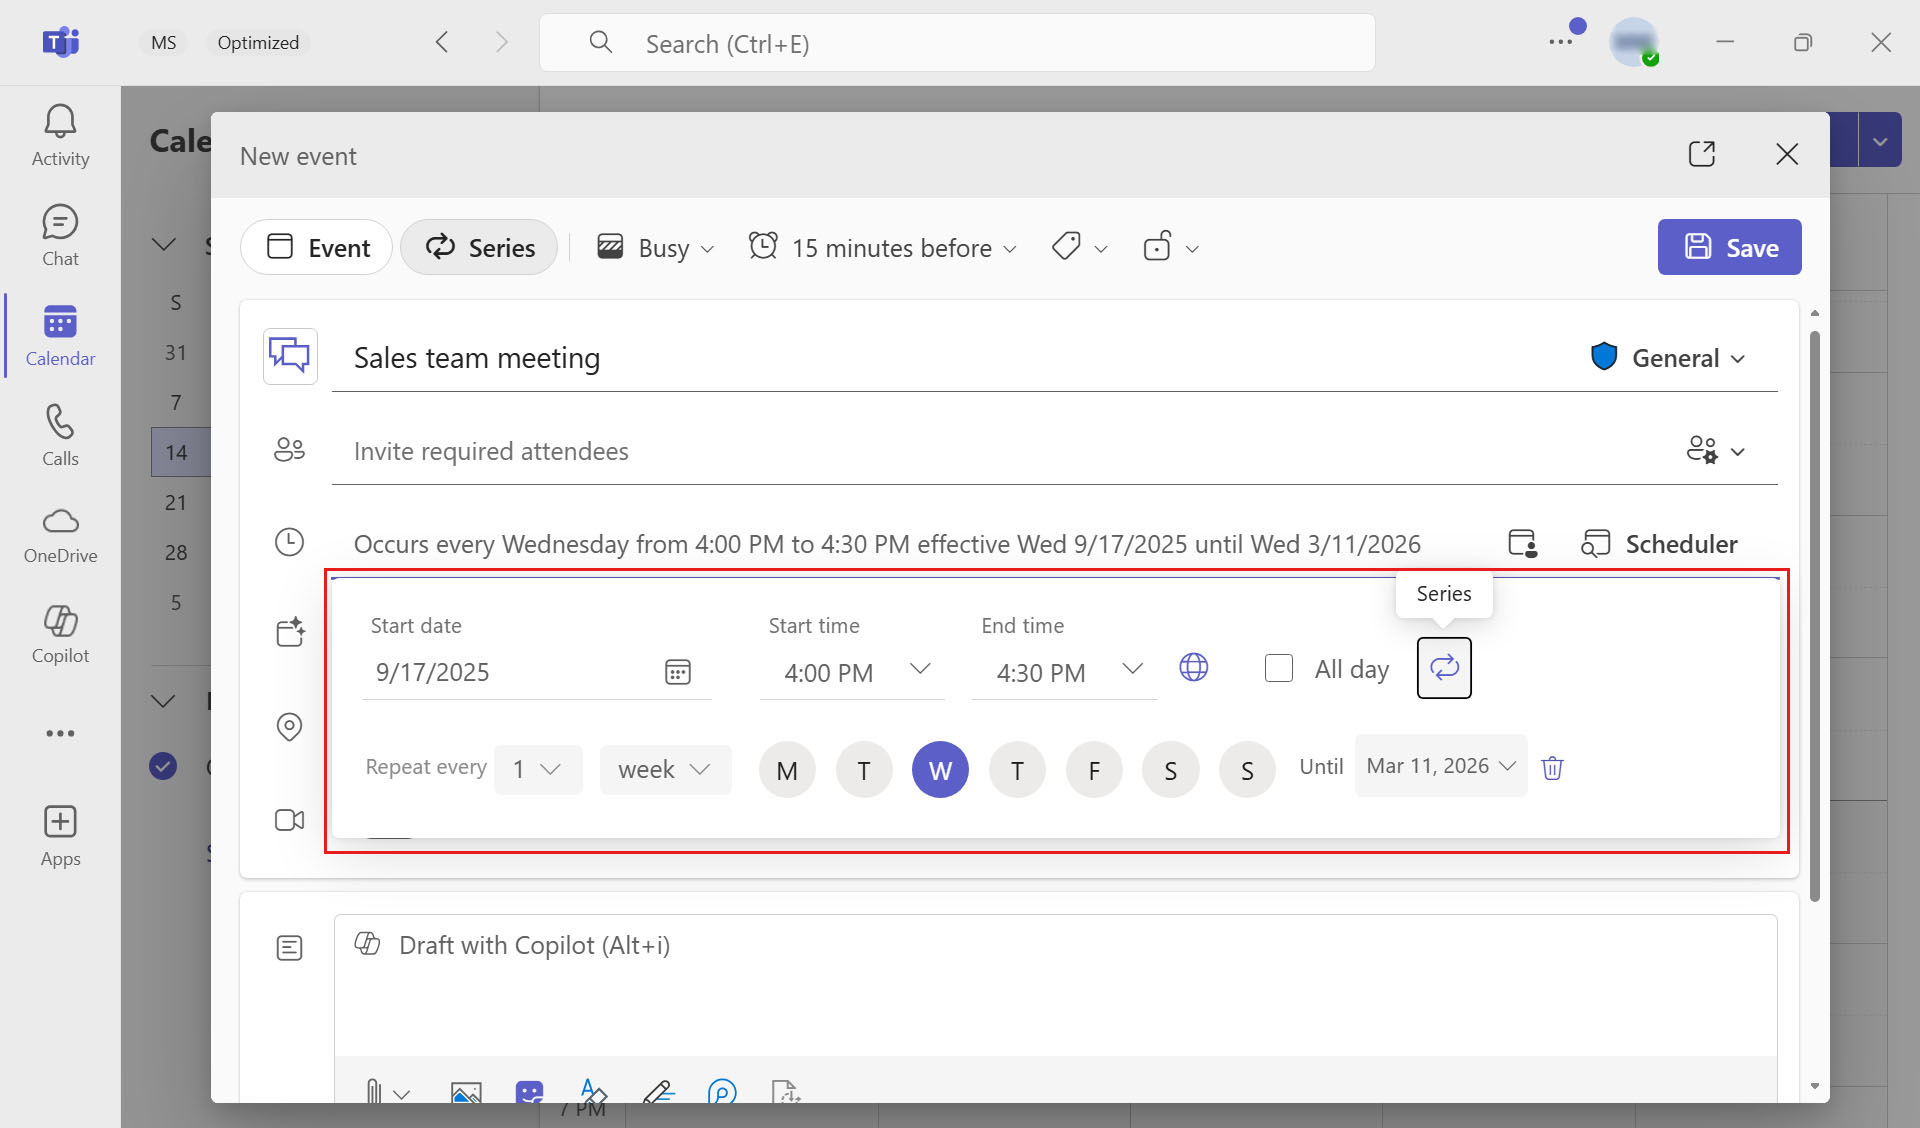 MS
Optimized
Search (Ctrl+E)
Activity
Chat
Calendar
Calls
OneDrive
Copilot
Apps
Cale
S
31
7
14
21
28
5
New event
Event
Series
Busy
15 minutes before
Save
Sales team meeting
General
Invite required attendees
Occurs every Wednesday from 4:00 PM to 4:30 PM effective Wed 9/17/2025 until Wed 3/11/2026
Scheduler
Series
Start date
Start time
End time
9/17/2025
4:00 PM
4:30 PM
All day
Repeat every 1 week M T W T F S S Until Mar 11, 2026
Draft with Copilot (Alt+i)
7 PM